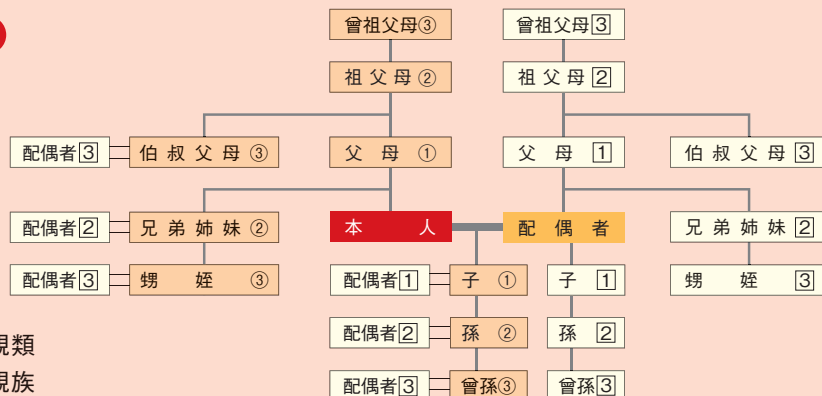 曾祖父母③ 曾祖父母3
祖父母② 祖父母2
配偶者3 伯叔父母③ 父母① 父母1 伯叔父母3
配偶者2 兄弟姉妹② 本人 配偶者 兄弟姉妹2
配偶者3 甥姪③ 配偶者1 子① 子1 甥姪3
配偶者2 孫② 孫2
親類
親族
配偶者3 曾孫③ 曾孫3